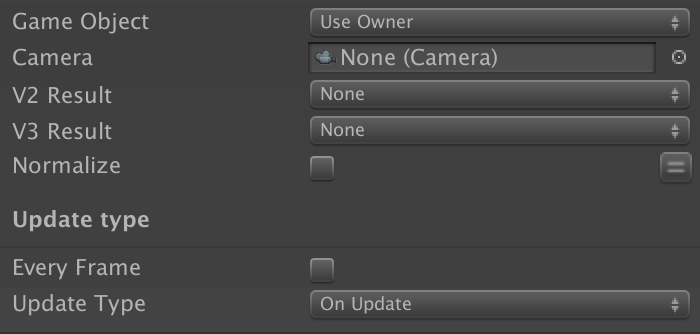 Game Object Use Owner
Camera None (Camera)
V2 Result None
V3 Result None
Normalize
Update type
Every Frame
Update Type On Update